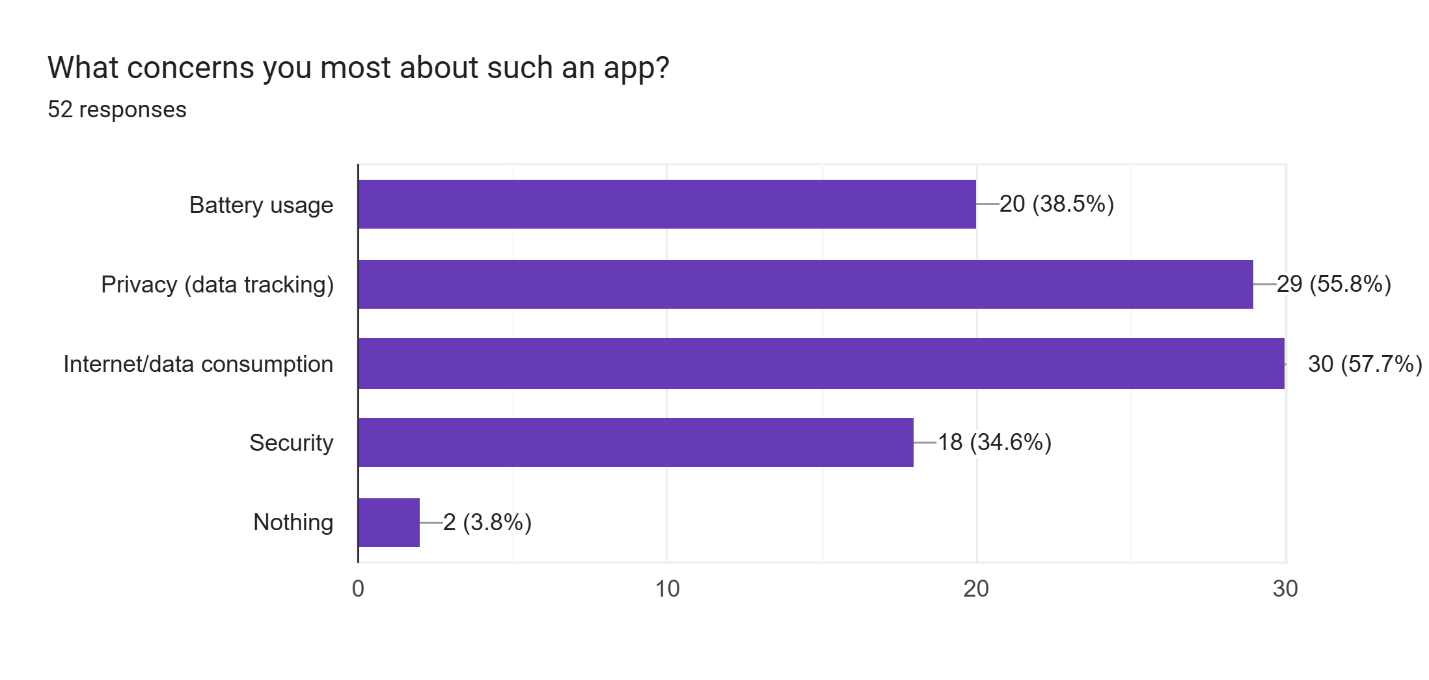 What concerns you most about such an app?
52 responses
Battery usage
20 (38.5%)
Privacy (data tracking)
29 (55.8%)
Internet/data consumption
30 (57.7%)
Security
18 (34.6%)
Nothing
2 (3.8%)
0
10
20
30